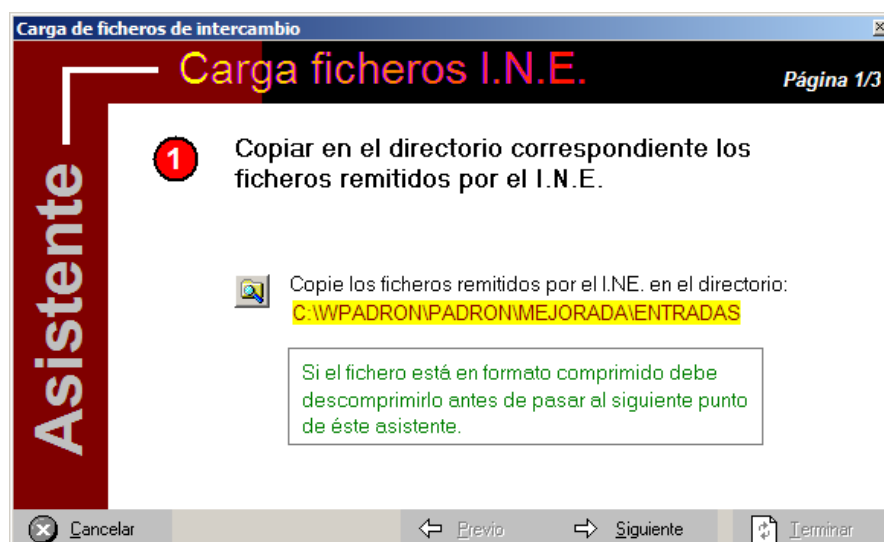 Carga de ficheros de intercambio
Carga ficheros I.N.E.
Página 1/3
Asistente
1
Copiar en el directorio correspondiente los
ficheros remitidos por el I.N.E.
Copie los ficheros remitidos por el I.NE. en el directorio:
C:\WPADRON\PADRON\MEJORADA\ENTRADAS
Si el fichero está en formato comprimido debe
descomprimirlo antes de pasar al siguiente punto
de éste asistente.
Cancelar
Previo
Siguiente
Terminar